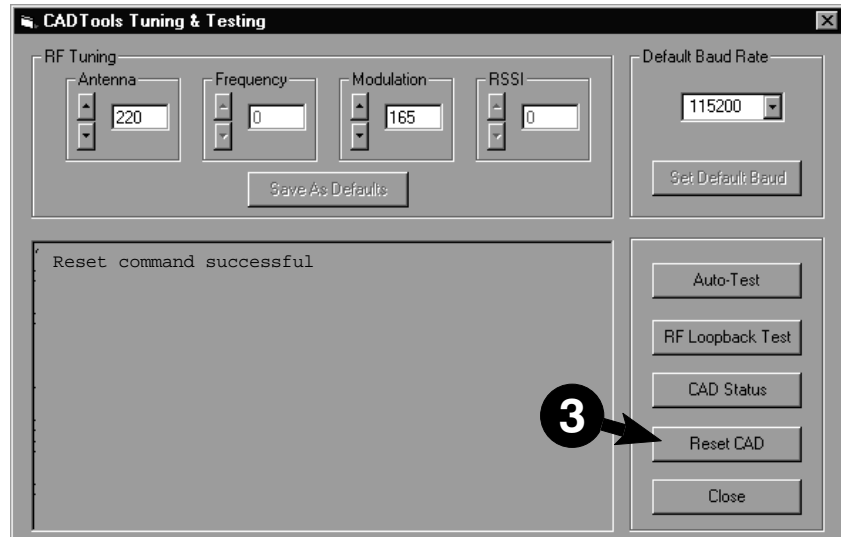 CADTools Tuning & Testing
RF Tuning
Antenna
220
Frequency
0
Modulation
165
RSSI
0
Save As Defaults
Default Baud Rate
115200
Set Default Baud
Reset command successful
Auto-Test
RF Loopback Test
CAD Status
3
Reset CAD
Close